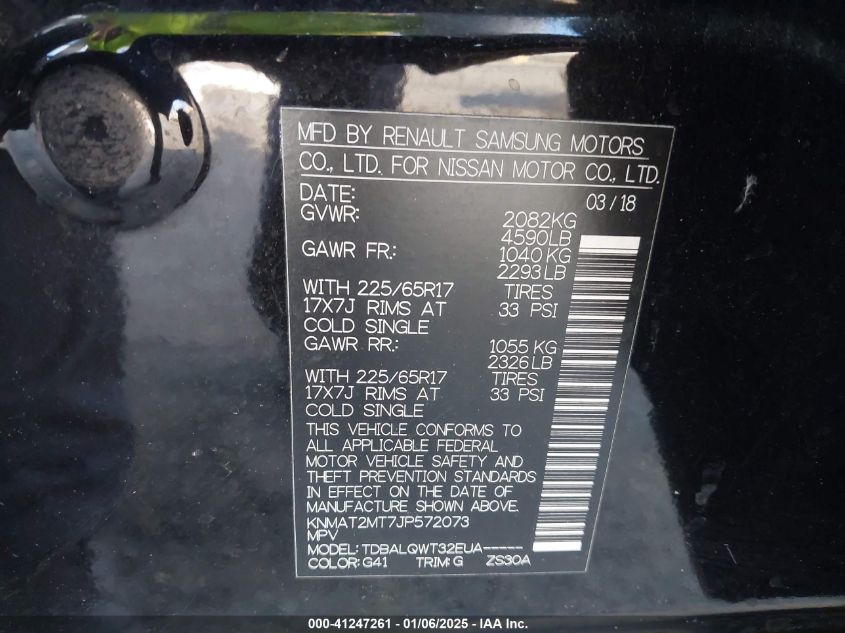 MFD BY RENAULT SAMSUNG MOTORS
CO., LTD. FOR NISSAN MOTOR CO., LTD.
DATE: 03/18
GVWR: 2082KG
4590LB
GAWR FR.: 1040 KG
2293LB
WITH 225/65R17 TIRES
17X7J RIMS AT 33 PSI
COLD SINGLE
GAWR RR.: 1055 KG
2326LB
WITH 225/65R17 TIRES
17X7J RIMS AT 33 PSI
COLD SINGLE
THIS VEHICLE CONFORMS TO
ALL APPLICABLE FEDERAL
MOTOR VEHICLE SAFETY AND
THEFT PREVENTION STANDARDS
IN EFFECT ON THE DATE OF
MANUFACTURE SHOWN ABOVE.
KNMAT2MT7JP572073
MPV
MODEL: TDBALQWT32EUA-----
COLOR: G41 TRIM: G ZS30A
000-41247261 - 01/06/2025 - IAA Inc.